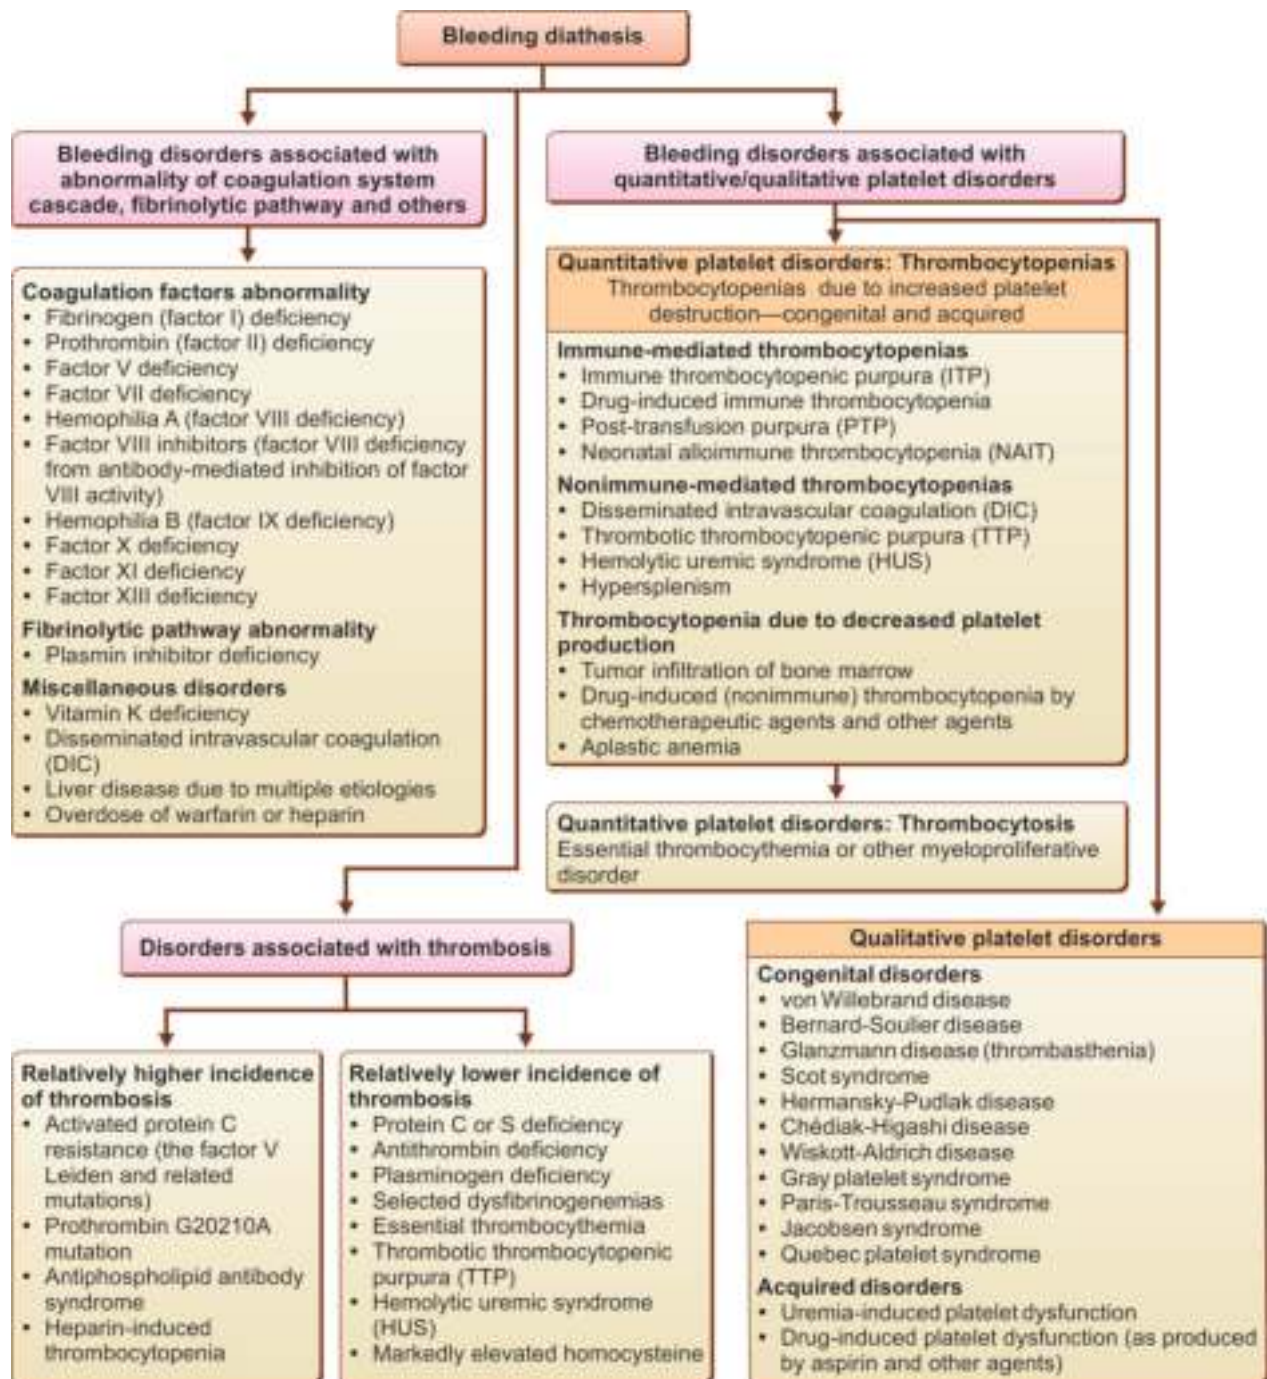 Bleeding diathesis
Bleeding disorders associated with
abnormality of coagulation system
cascade, fibrinolytic pathway and others
Coagulation factors abnormality
• Fibrinogen (factor I) deficiency
• Prothrombin (factor II) deficiency
• Factor V deficiency
• Factor VII deficiency
• Hemophilia A (factor VIII deficiency)
• Factor VIII inhibitors (factor VIII deficiency
from antibody-mediated inhibition of factor
VIII activity)
• Hemophilia B (factor IX deficiency)
• Factor X deficiency
• Factor XI deficiency
• Factor XIII deficiency
Fibrinolytic pathway abnormality
• Plasmin inhibitor deficiency
Miscellaneous disorders
• Vitamin K deficiency
• Disseminated intravascular coagulation
(DIC)
• Liver disease due to multiple etiologies
• Overdose of warfarin or heparin
Bleeding disorders associated with
quantitative/qualitative platelet disorders
Quantitative platelet disorders: Thrombocytopenias
Thrombocytopenias due to increased platelet
destruction—congenital and acquired
Immune-mediated thrombocytopenias
• Immune thrombocytopenic purpura (ITP)
• Drug-induced immune thrombocytopenia
• Post-transfusion purpura (PTP)
• Neonatal alloimmune thrombocytopenia (NAIT)
Nonimmune-mediated thrombocytopenias
• Disseminated intravascular coagulation (DIC)
• Thrombotic thrombocytopenic purpura (TTP)
• Hemolytic uremic syndrome (HUS)
• Hypersplenism
Thrombocytopenia due to decreased platelet
production
• Tumor infiltration of bone marrow
• Drug-induced (nonimmune) thrombocytopenia by
chemotherapeutic agents and other agents
• Aplastic anemia
Quantitative platelet disorders: Thrombocytosis
Essential thrombocythemia or other myeloproliferative
disorder
Disorders associated with thrombosis
Relatively higher incidence
of thrombosis
• Activated protein C
resistance (the factor V
Leiden and related
mutations)
• Prothrombin G20210A
mutation
• Antiphospholipid antibody
syndrome
• Heparin-induced
thrombocytopenia
Relatively lower incidence of
thrombosis
• Protein C or S deficiency
• Antithrombin deficiency
• Plasminogen deficiency
• Selected dysfibrinogenemias
• Essential thrombocythemia
• Thrombotic thrombocytopenic
purpura (TTP)
• Hemolytic uremic syndrome
(HUS)
• Markedly elevated homocysteine
Qualitative platelet disorders
Congenital disorders
• von Willebrand disease
• Bernard-Soulier disease
• Glanzmann disease (thrombasthenia)
• Scot syndrome
• Hermansky-Pudlak disease
• Chédiak-Higashi disease
• Wiskott-Aldrich disease
• Gray platelet syndrome
• Paris-Trousseau syndrome
• Jacobsen syndrome
• Quebec platelet syndrome
Acquired disorders
• Uremia-induced platelet dysfunction
• Drug-induced platelet dysfunction (as produced
by aspirin and other agents)